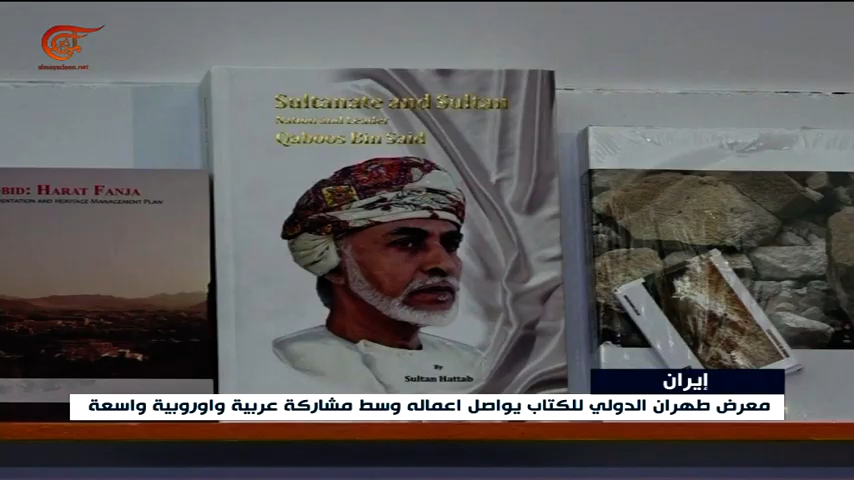 almayadeen.net
Sultanate and Sultan
Nation and Leader
Qaboos Bin Said
BID: HARAT FANJA
ENTATION AND HERITAGE MANAGEMENT PLAN
By
Sultan Hattab
إيران
معرض طهران الدولي للكتاب يواصل اعماله وسط مشاركة عربية واوروبية واسعة